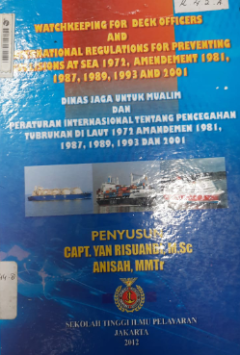 WATCHKEEPING FOR DECK OFFICERS
AND
INTERNATIONAL REGULATIONS FOR PREVENTING
COLLISIONS AT SEA 1972, AMENDEMENT 1981,
1987, 1989, 1993 AND 2001
DINAS JAGA UNTUK MUALIM
DAN
PERATURAN INTERNASIONAL TENTANG PENCEGAHAN
TUBRUKAN DI LAUT 1972 AMANDEMEN 1981,
1987, 1989, 1993 DAN 2001
PENYUSUN
CAPT. YAN RISUANDI, M.Sc
ANISAH, MMTr
SEKOLAH TINGGI ILMU PELAYARAN
JAKARTA
2012